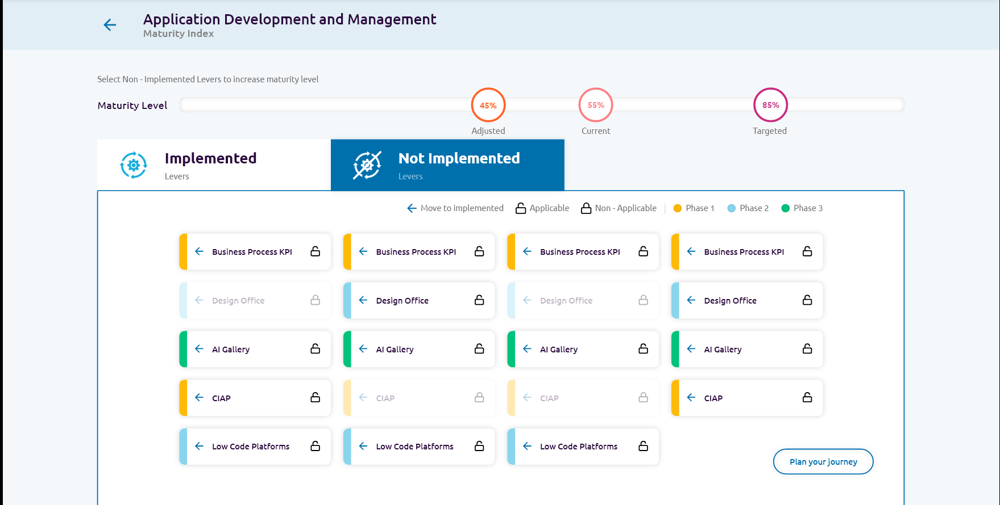 Application Development and Management
Maturity Index
Select Non - Implemented Levers to increase maturity level
Maturity Level
45%
55%
85%
Adjusted
Current
Targeted
Implemented
Levers
Not Implemented
Levers
Move to implemented
Applicable
Non - Applicable
Phase 1
Phase 2
Phase 3
Business Process KPI
Business Process KPI
Business Process KPI
Business Process KPI
Design Office
Design Office
Design Office
Design Office
AI Gallery
AI Gallery
AI Gallery
AI Gallery
CIAP
CIAP
CIAP
CIAP
Low Code Platforms
Low Code Platforms
Low Code Platforms
Plan your journey